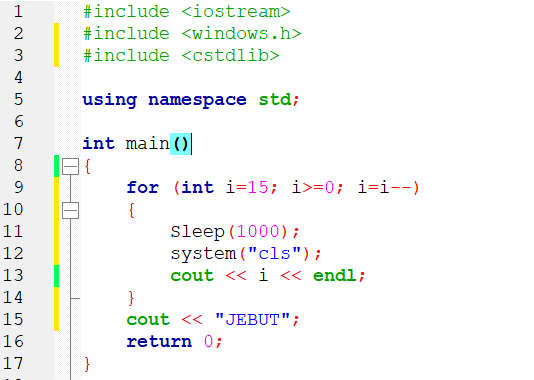 1 #include <iostream>
2 #include <windows.h>
3 #include <cstdlib>
4
5 using namespace std;
6
7 int main()
8 {
9 for (int i=15; i>=0; i=i--)
10 {
11 Sleep(1000);
12 system("cls");
13 cout << i << endl;
14 }
15 cout << "JEBUT";
16 return 0;
17 }